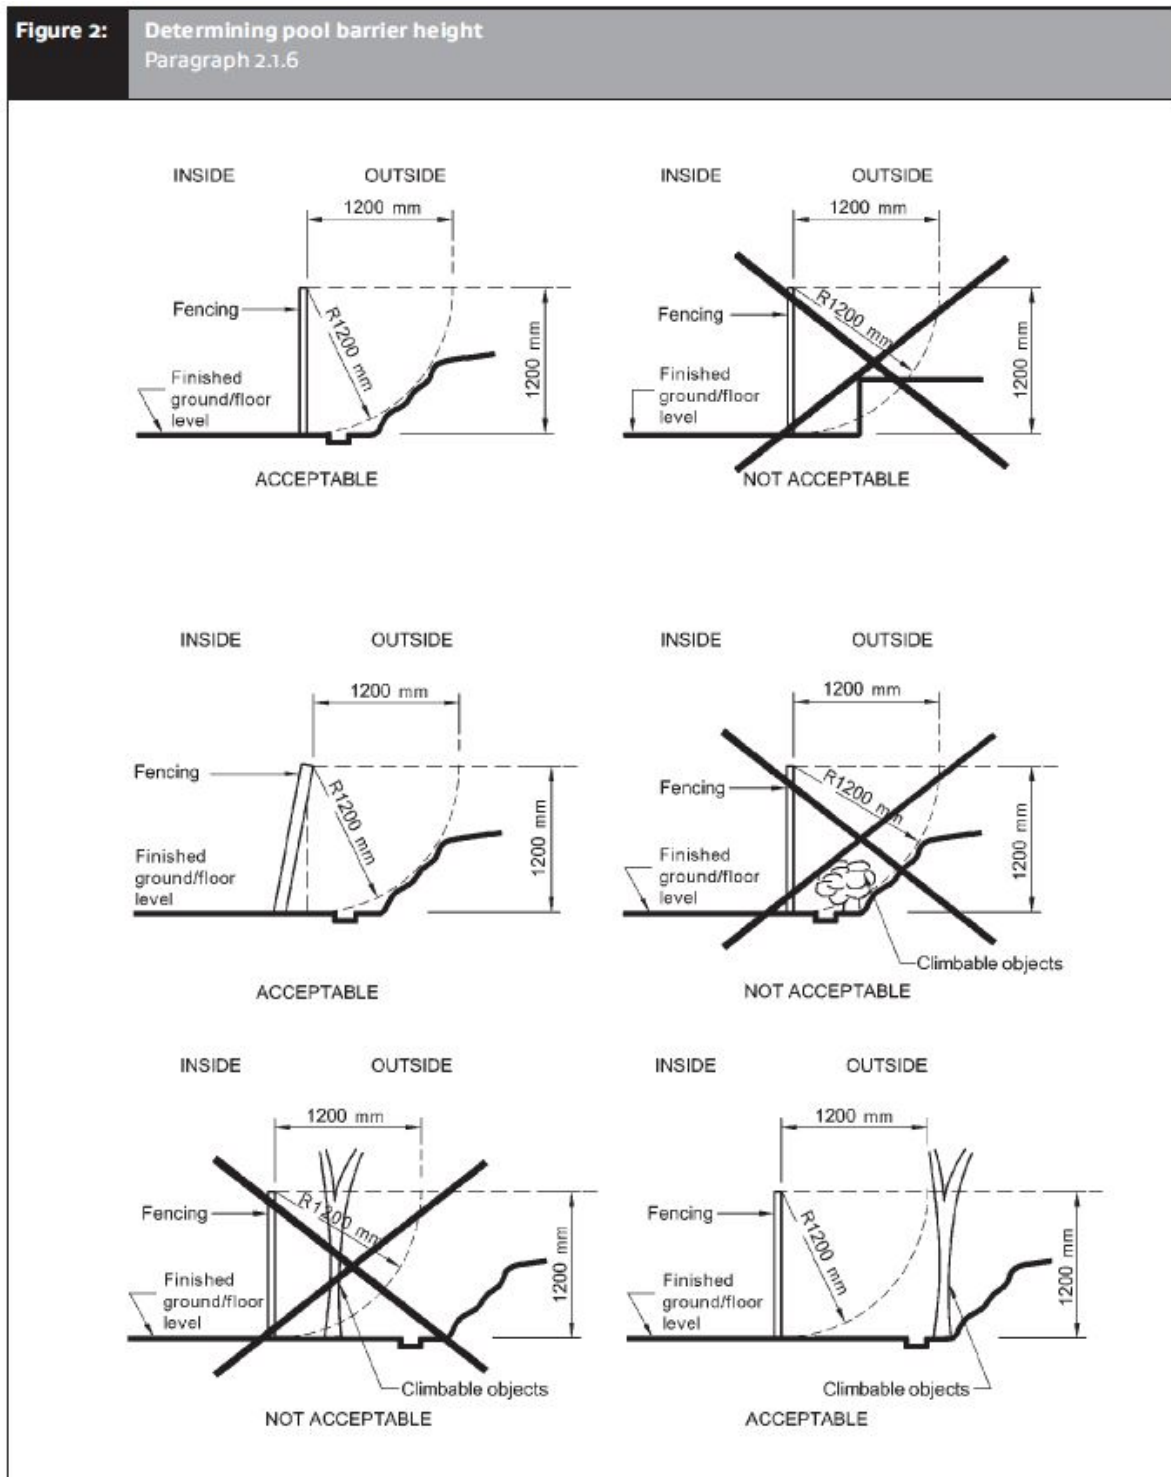 Figure 2:
Determining pool barrier height
Paragraph 2.1.6
INSIDE
OUTSIDE
1200 mm
Fencing
R1200 mm
1200 mm
Finished
ground/floor
level
ACCEPTABLE
INSIDE
OUTSIDE
1200 mm
Fencing
R1200 mm
1200 mm
Finished
ground/floor
level
NOT ACCEPTABLE
INSIDE
OUTSIDE
1200 mm
Fencing
R1200 mm
1200 mm
Finished
ground/floor
level
ACCEPTABLE
INSIDE
OUTSIDE
1200 mm
Fencing
R1200 mm
1200 mm
Finished
ground/floor
level
Climbable objects
NOT ACCEPTABLE
INSIDE
OUTSIDE
1200 mm
Fencing
R1200 mm
1200 mm
Finished
ground/floor
level
Climbable objects
NOT ACCEPTABLE
INSIDE
OUTSIDE
1200 mm
Fencing
R1200 mm
1200 mm
Finished
ground/floor
level
Climbable objects
ACCEPTABLE